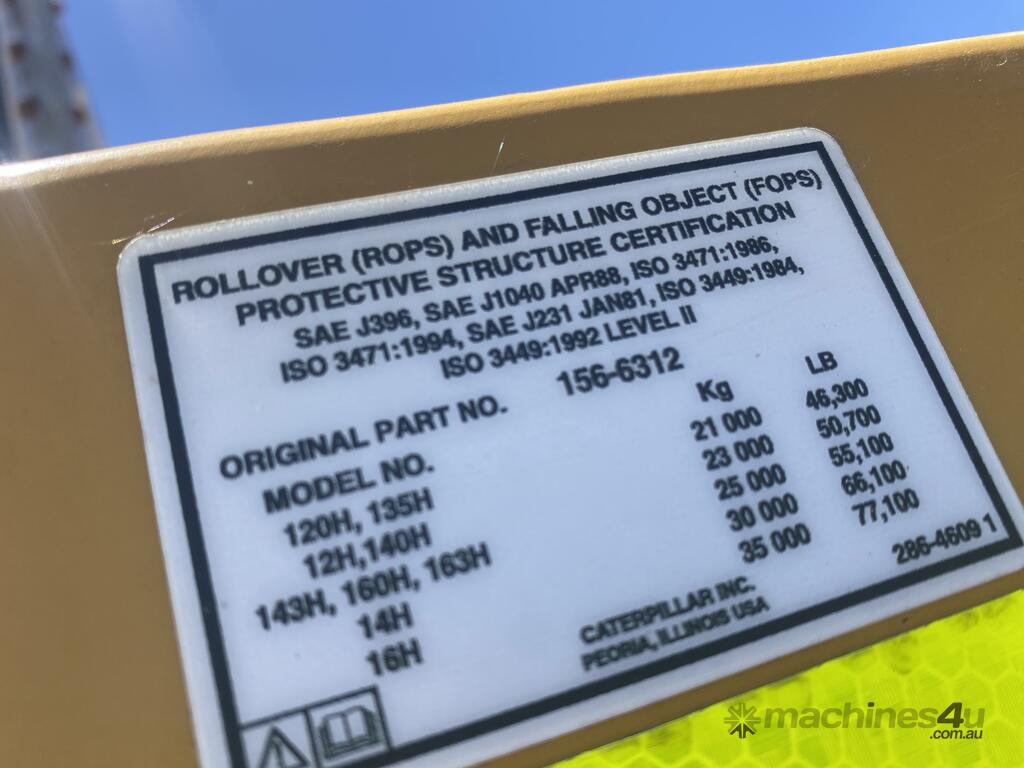 ROLLOVER (ROPS) AND FALLING OBJECT (FOPS)
PROTECTIVE STRUCTURE CERTIFICATION
SAE J396, SAE J1040 APR88, ISO 3471:1986,
ISO 3471:1994, SAE J231 JAN81, ISO 3449:1984,
ISO 3449:1992 LEVEL II
ORIGINAL PART NO. 156-6312
MODEL NO. Kg LB
120H, 135H 21 000 46,300
12H,140H 23 000 50,700
143H, 160H, 163H 25 000 55,100
14H 30 000 66,100
16H 35 000 77,100
CATERPILLAR INC.
PEORIA, ILLINOIS USA
286-4609 1
machines4u
.com.au